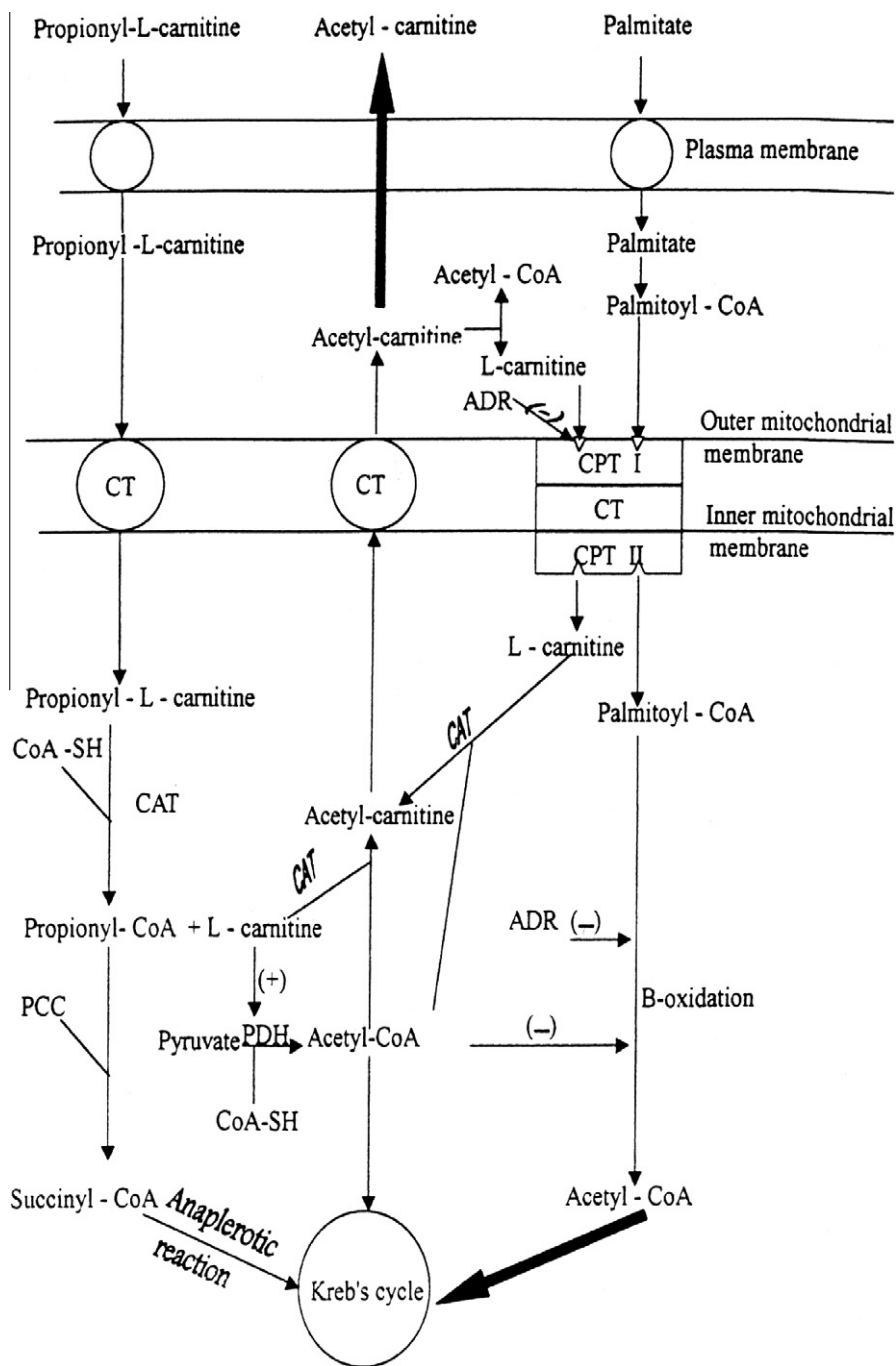 Propionyl-L-carnitine
Acetyl - carnitine
Palmitate
Plasma membrane
Propionyl -L-carnitine
Palmitate
Acetyl - CoA
Palmitoyl - CoA
Acetyl-carnitine
L-carnitine
ADR (-)
Outer mitochondrial
membrane
CPT I
CT
CT
CT
Inner mitochondrial
membrane
CPT II
L - carnitine
Propionyl - L - carnitine
Palmitoyl - CoA
CoA -SH
CAT
CAT
Acetyl-carnitine
CAT
Propionyl- CoA + L - carnitine
ADR (-)
(+)
PCC
B-oxidation
Pyruvate PDH Acetyl-CoA
(-)
CoA-SH
Succinyl - CoA
Anaplerotic
reaction
Acetyl - CoA
Kreb's cycle